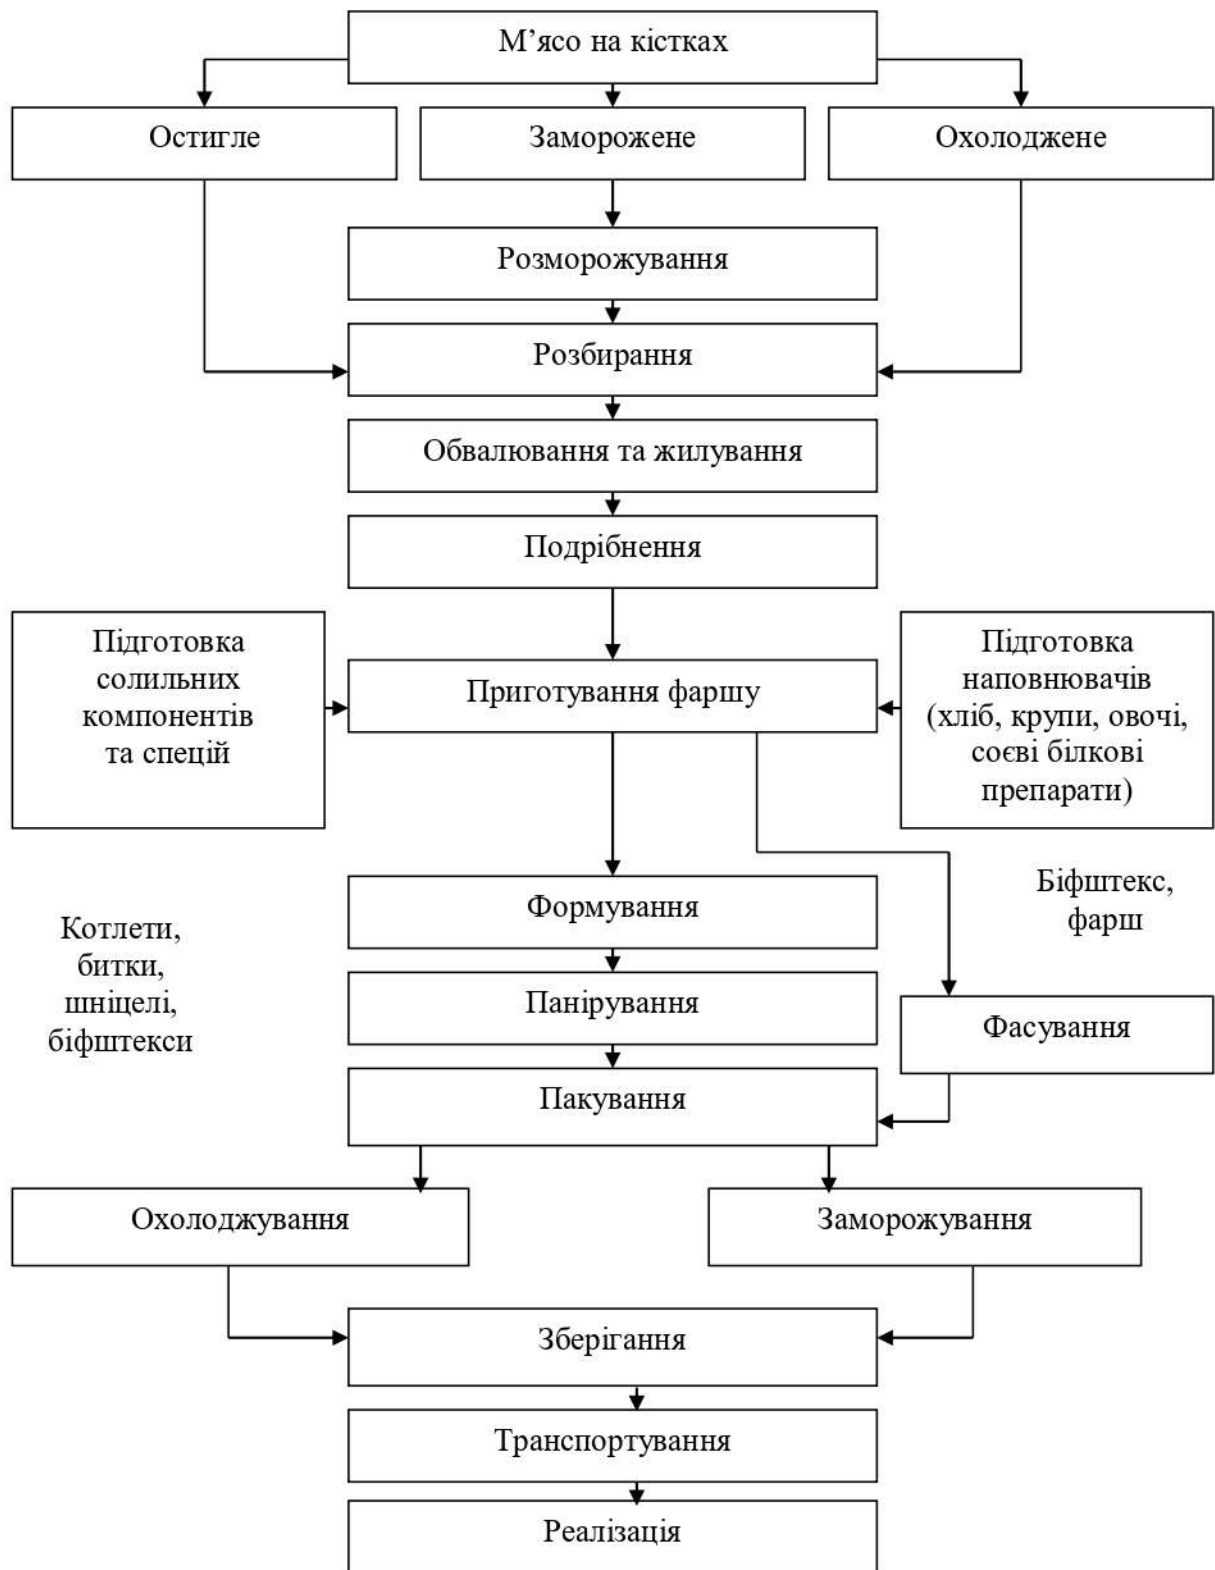 М’ясо на кістках
Остигле
Заморожене
Охолоджене
Розморожування
Розбирання
Обвалювання та жилування
Подрібнення
Підготовка
солильних
компонентів
та спецій
Приготування фаршу
Підготовка
наповнювачів
(хліб, крупи, овочі,
соєві білкові
препарати)
Котлети,
битки,
шніцелі,
біфштекси
Формування
Біфштекс,
фарш
Панірування
Фасування
Пакування
Охолоджування
Заморожування
Зберігання
Транспортування
Реалізація